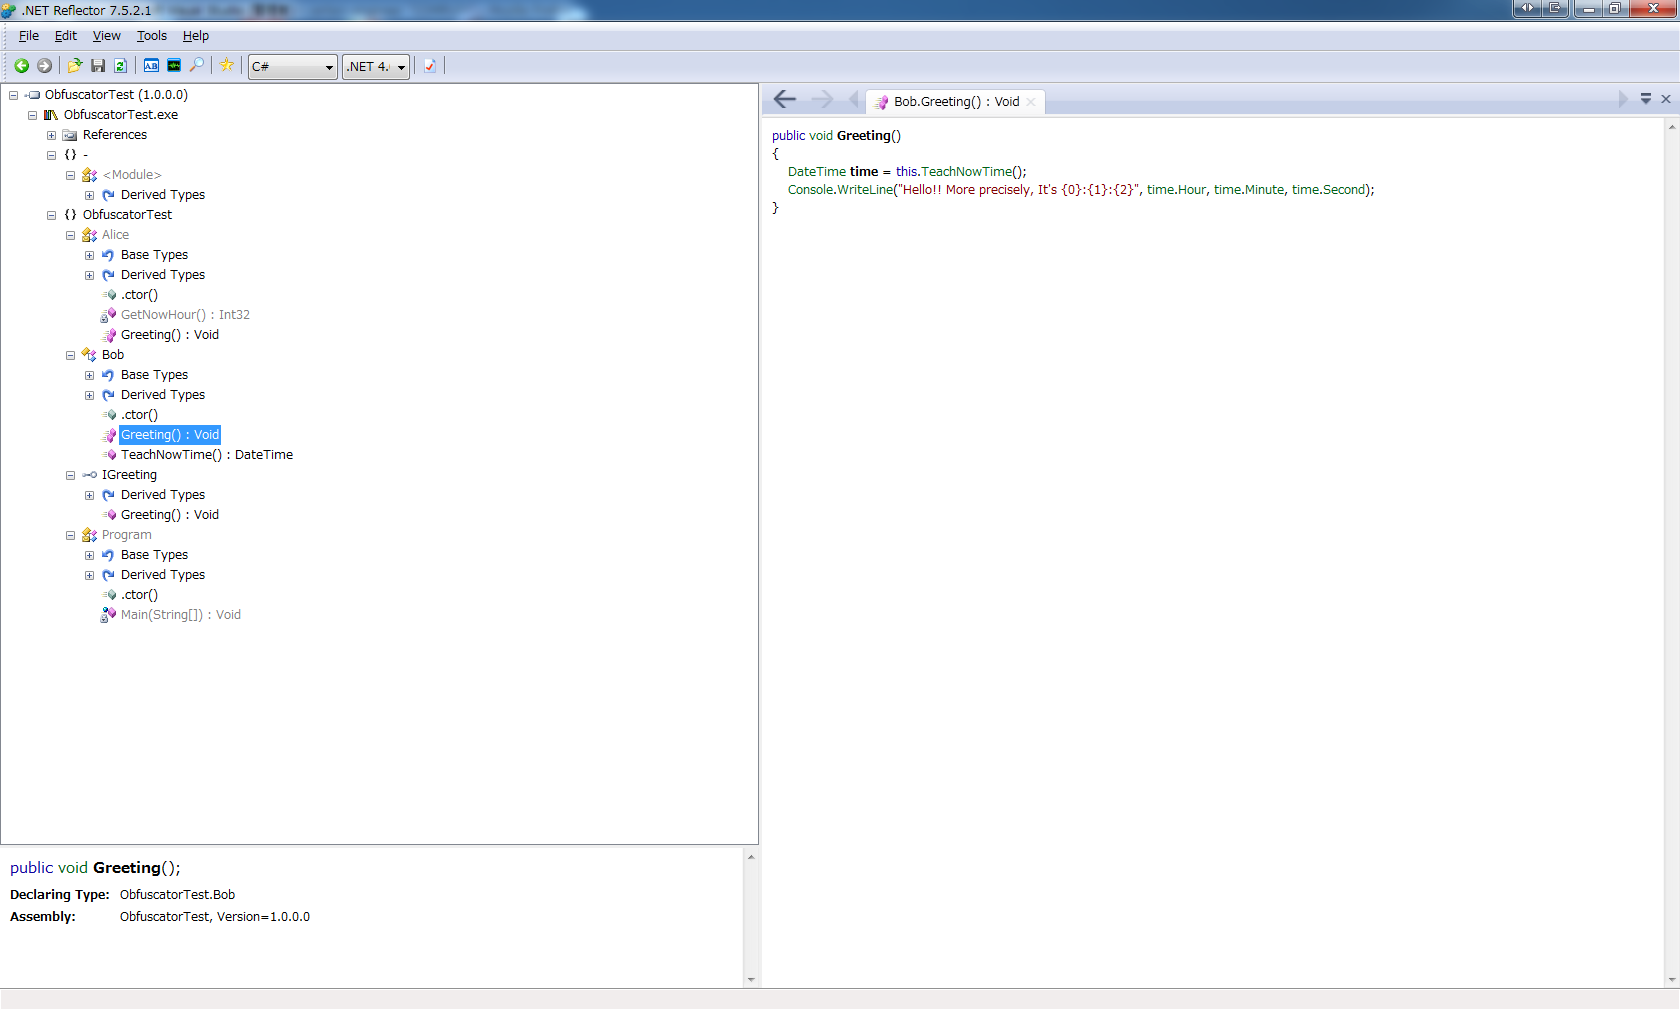 .NET Reflector 7.5.2.1
File Edit View Tools Help
C# .NET 4.
ObfuscatorTest (1.0.0.0)
ObfuscatorTest.exe
References
{} -
<Module>
Derived Types
{} ObfuscatorTest
Alice
Base Types
Derived Types
.ctor()
GetNowHour() : Int32
Greeting() : Void
Bob
Base Types
Derived Types
.ctor()
Greeting() : Void
TeachNowTime() : DateTime
IGreeting
Derived Types
Greeting() : Void
Program
Base Types
Derived Types
.ctor()
Main(String[]) : Void
public void Greeting();
Declaring Type: ObfuscatorTest.Bob
Assembly: ObfuscatorTest, Version=1.0.0.0
Bob.Greeting() : Void
public void Greeting()
{
DateTime time = this.TeachNowTime();
Console.WriteLine("Hello!! More precisely, It's {0}:{1}:{2}", time.Hour, time.Minute, time.Second);
}